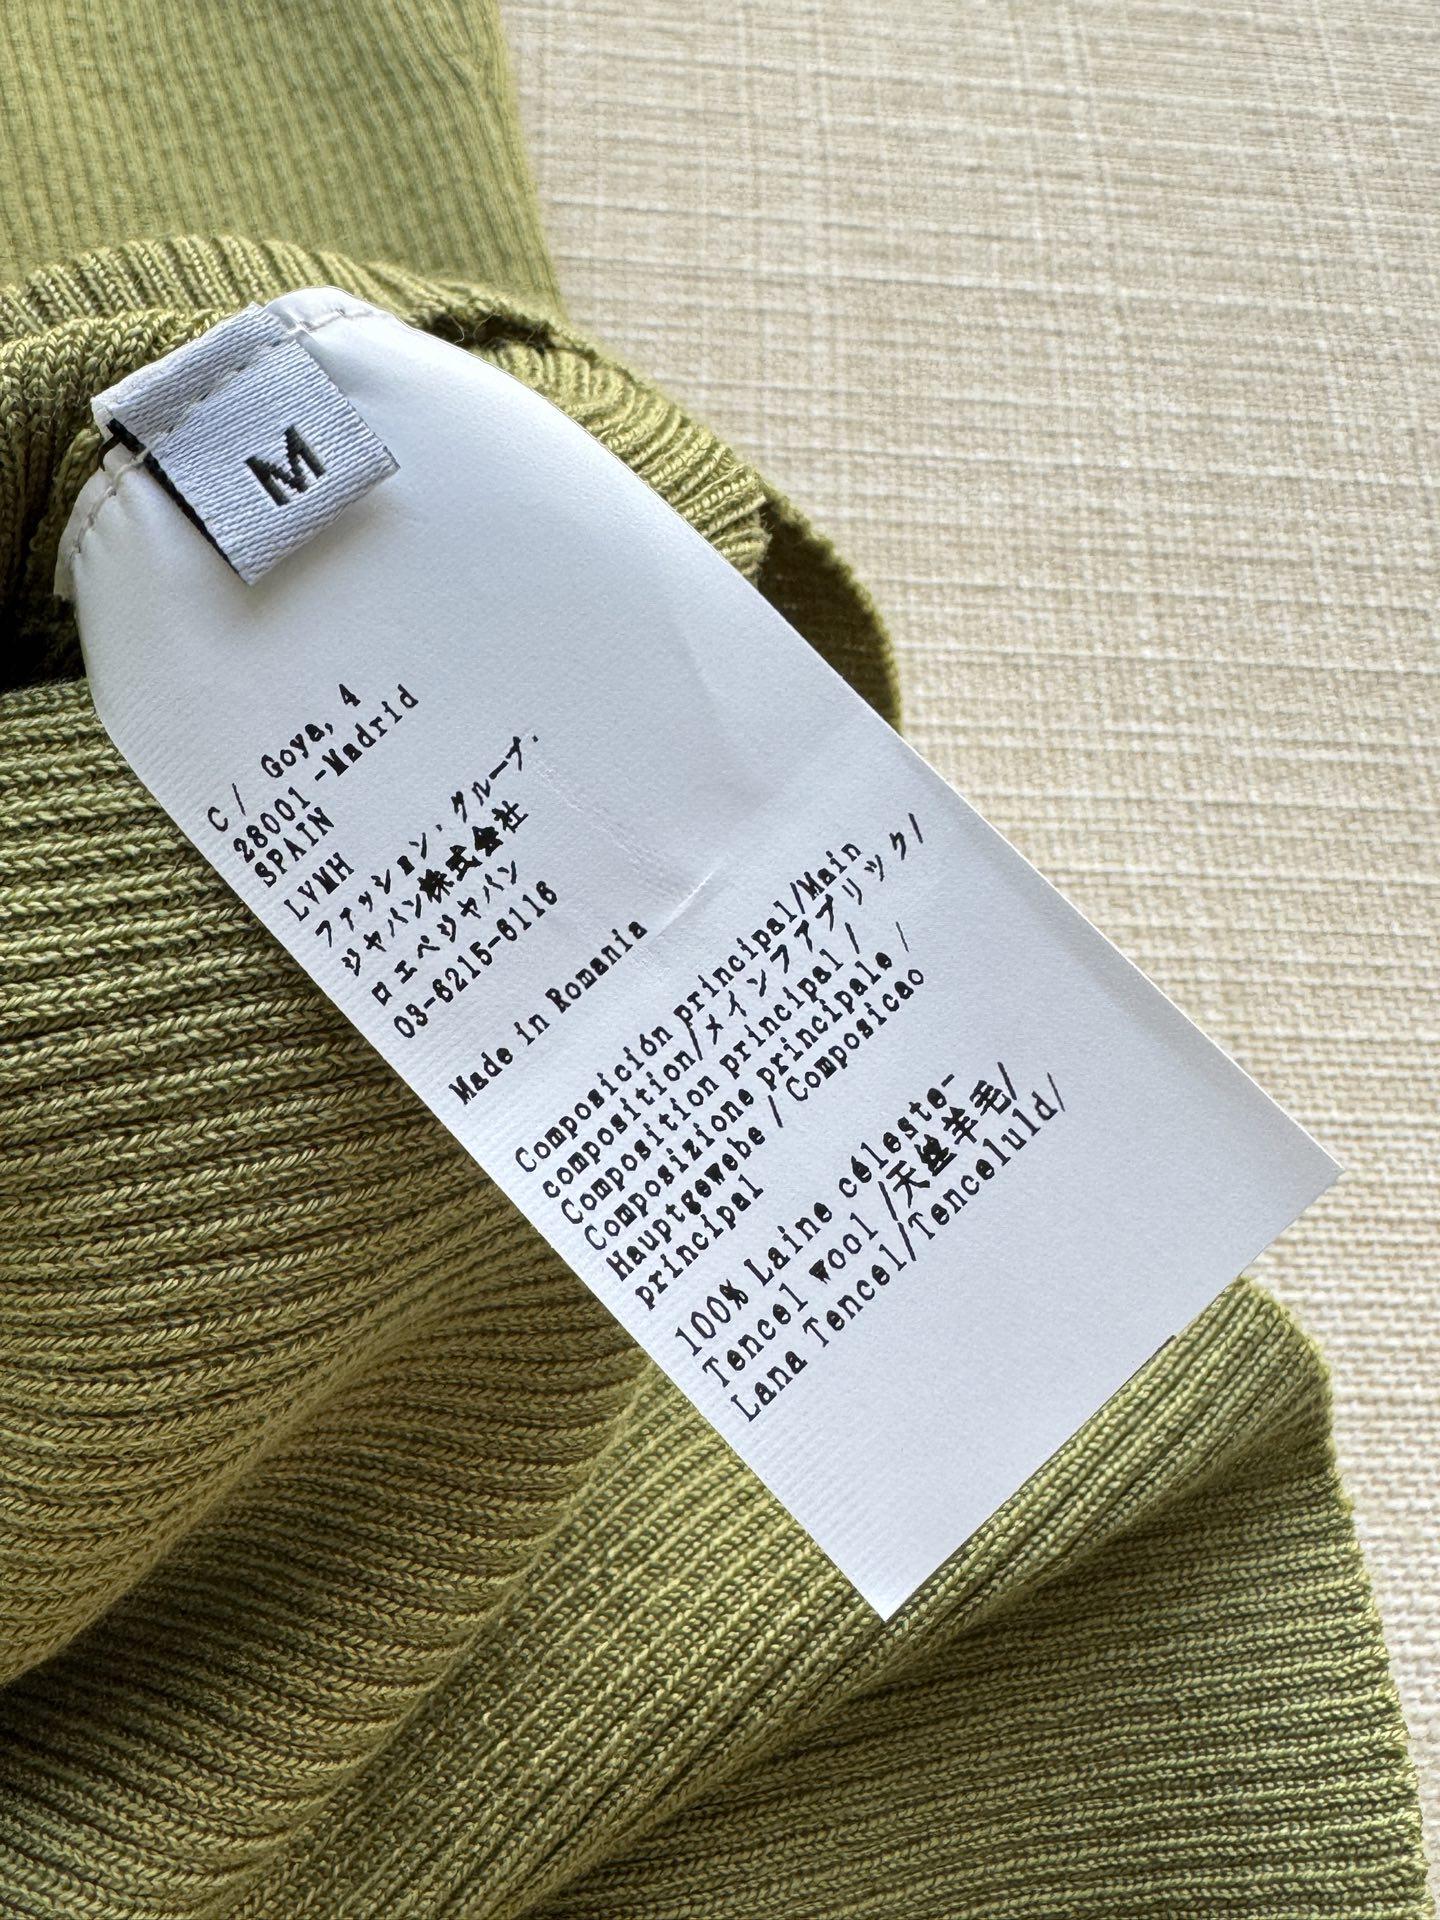 M
C/ Goya, 4
28001 -Madrid
SPAIN
LVMH
ファッション・グループ・
ジャパン株式会社
ロエベジャパン
03-6215-6116
Made in Romania
Composición principal/Main
composition/メインファブリック/
Composition principal /
Composizione principale /
Hauptgewebe / Composicao
principal
100% Laine céleste-
Tencel wool /天丝羊毛/
Lana Tencel/Tenceluld/